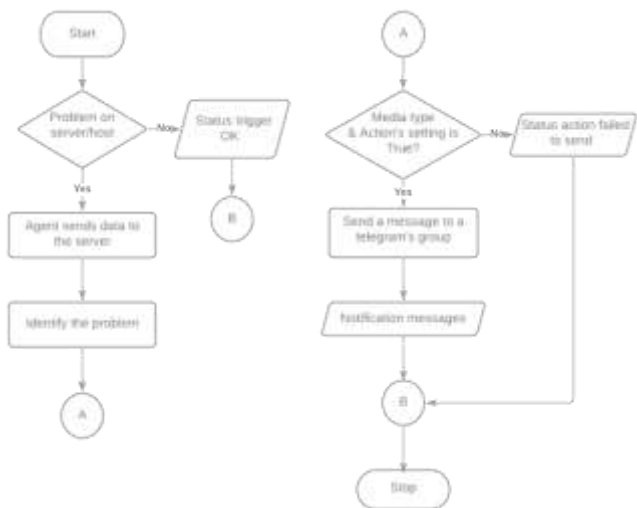 Start
Problem on
server/host
No
Status trigger
OK
B
Yes
Agent sends data to
the server
Identify the problem
A
A
Media type
& Action's setting is
True?
No
Status action failed
to send
Yes
Send a message to a
telegram's group
Notification messages
B
Stop